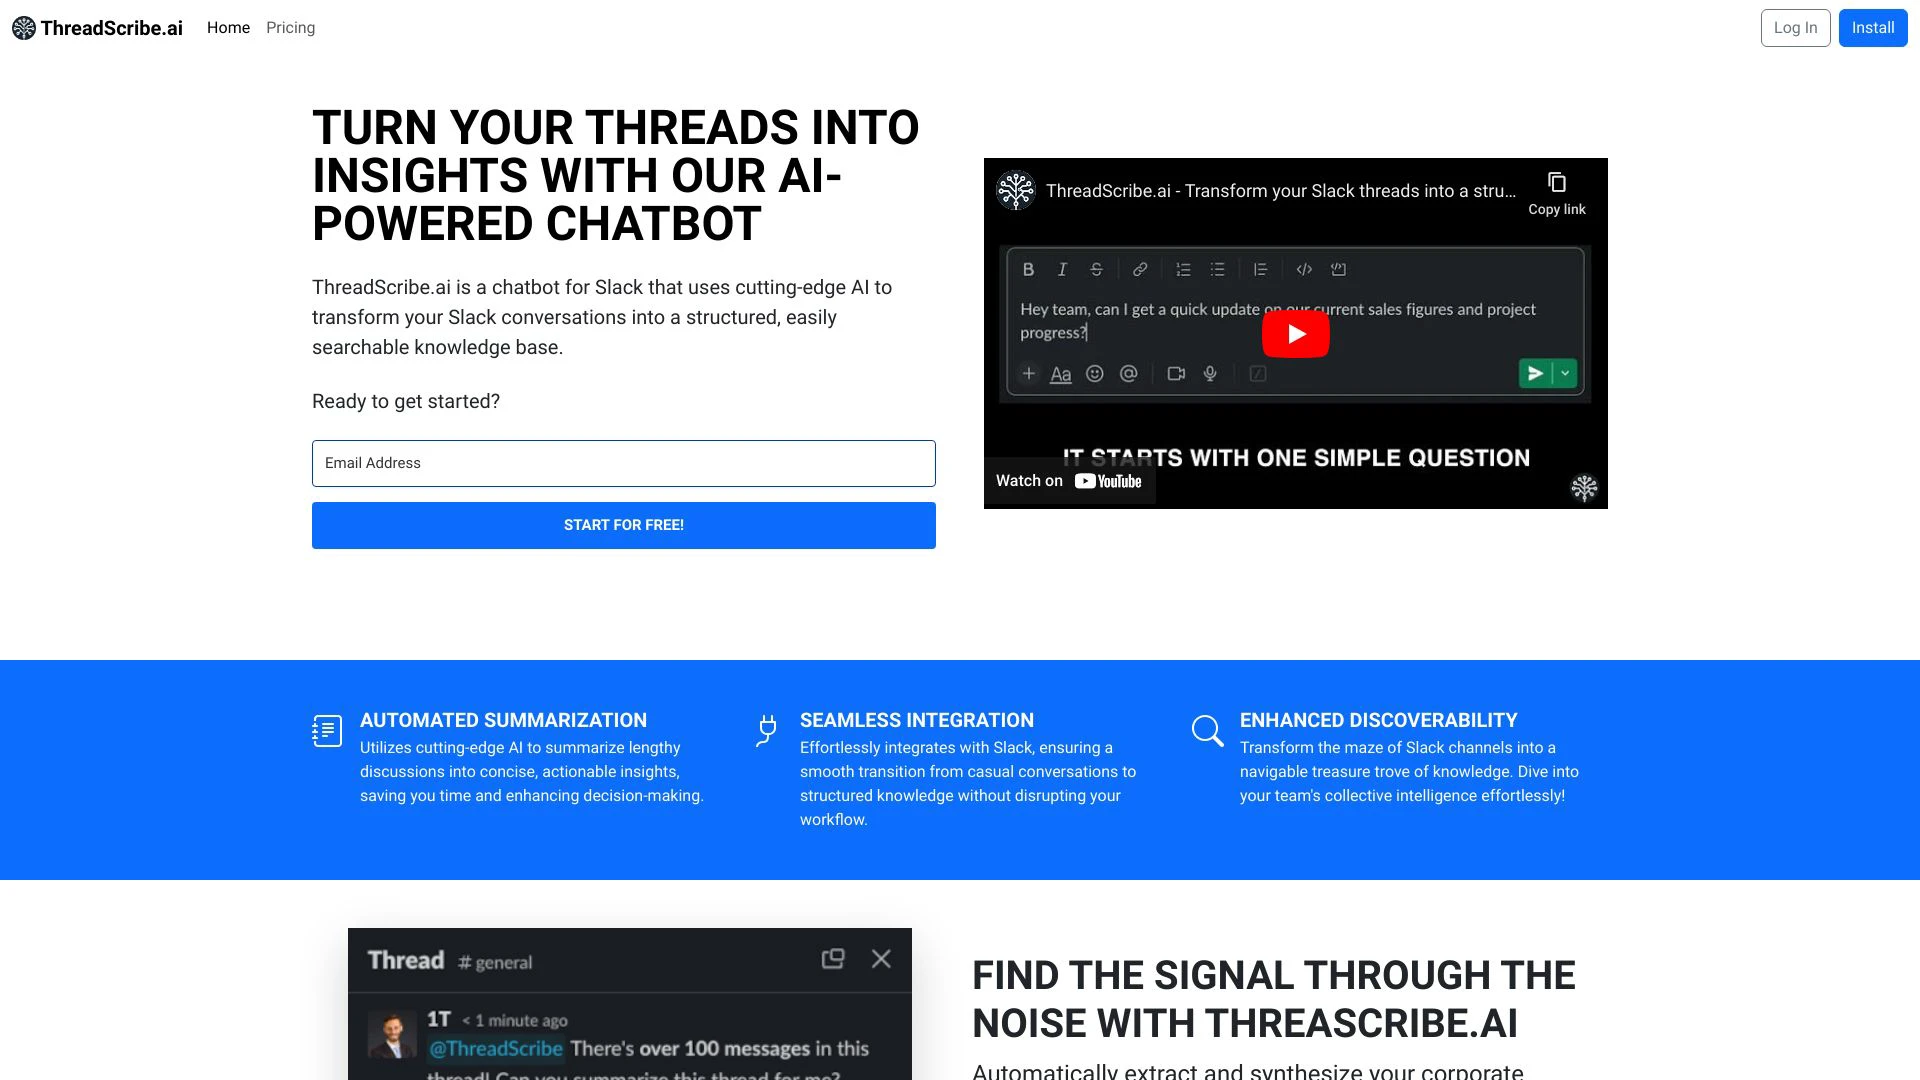 ThreadScribe.ai
Home
Pricing
Log In
Install
TURN YOUR THREADS INTO
INSIGHTS WITH OUR AI-
POWERED CHATBOT
ThreadScribe.ai is a chatbot for Slack that uses cutting-edge AI to
transform your Slack conversations into a structured, easily
searchable knowledge base.
Ready to get started?
Email Address
START FOR FREE!
ThreadScribe.ai - Transform your Slack threads into a stru...
Copy link
Hey team, can I get a quick update on our current sales figures and project
progress?
IT STARTS WITH ONE SIMPLE QUESTION
Watch on YouTube
AUTOMATED SUMMARIZATION
Utilizes cutting-edge AI to summarize lengthy
discussions into concise, actionable insights,
saving you time and enhancing decision-making.
SEAMLESS INTEGRATION
Effortlessly integrates with Slack, ensuring a
smooth transition from casual conversations to
structured knowledge without disrupting your
workflow.
ENHANCED DISCOVERABILITY
Transform the maze of Slack channels into a
navigable treasure trove of knowledge. Dive into
your team's collective intelligence effortlessly!
Thread # general
1T < 1 minute ago
@ThreadScribe There's over 100 messages in this
thread! Can you summarize this thread for me?
FIND THE SIGNAL THROUGH THE
NOISE WITH THREASCRIBE.AI
Automatically extract and synthesize your corporate